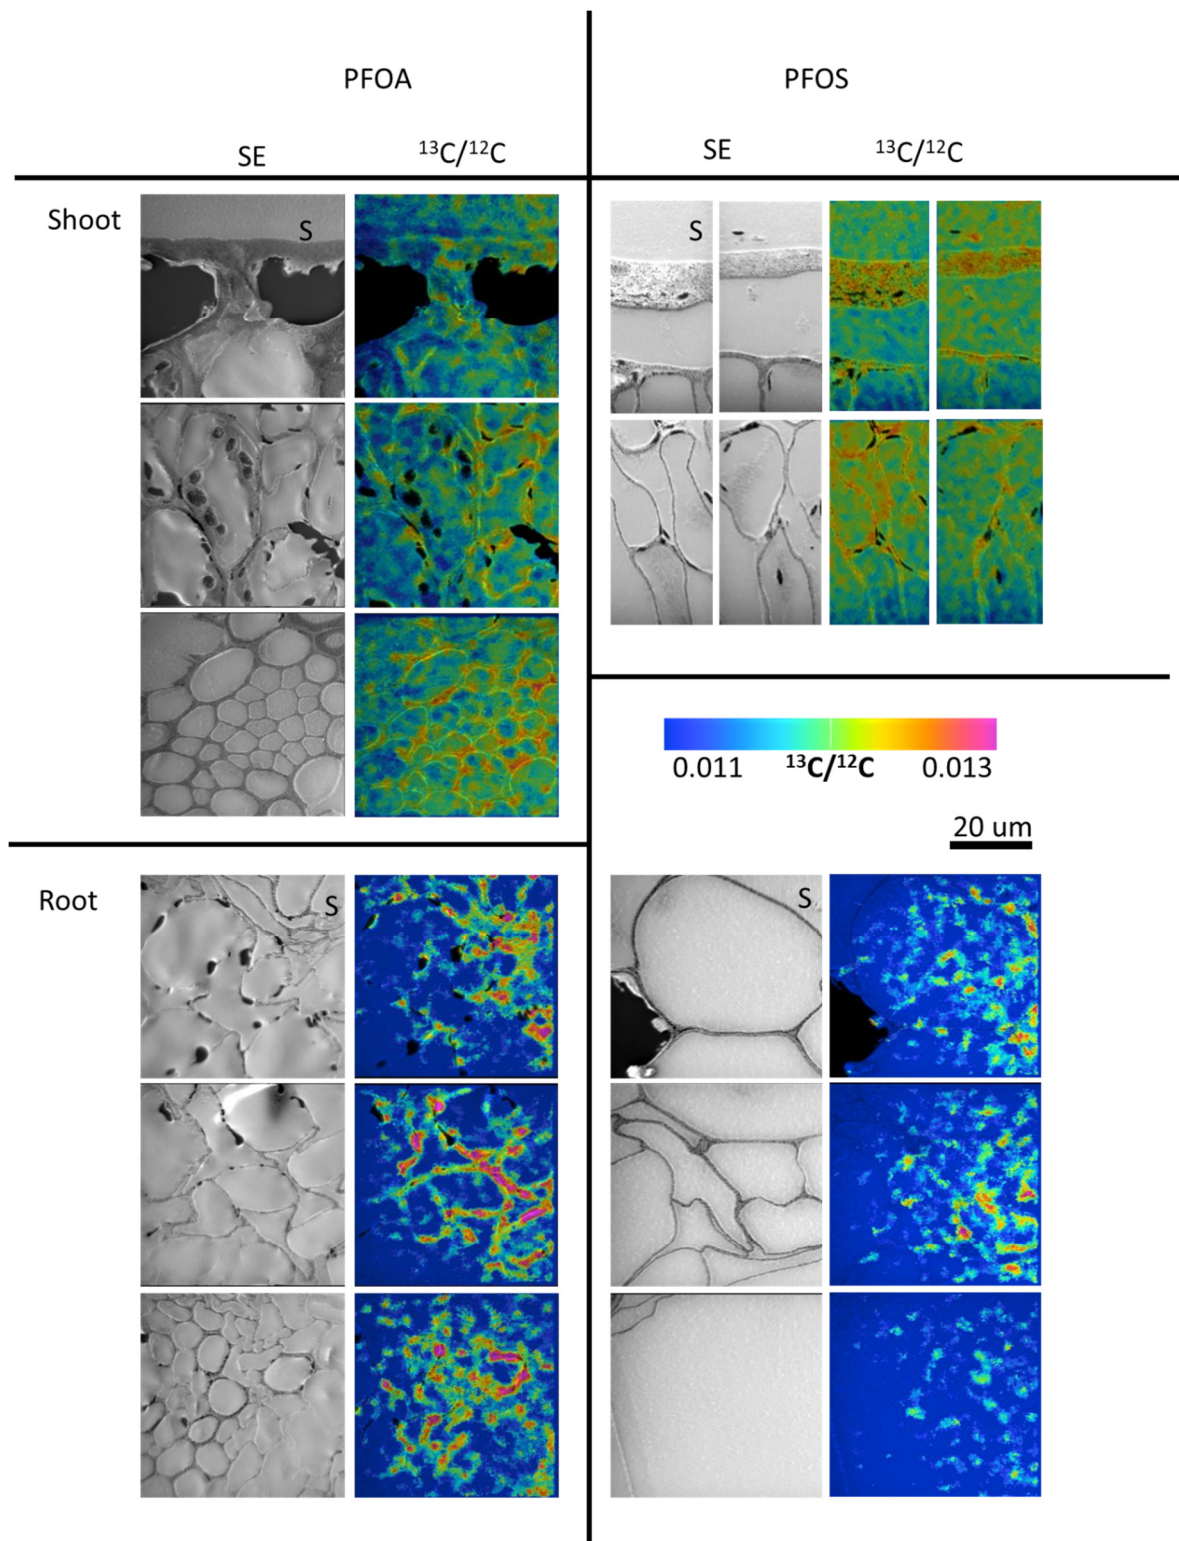 PFOA PFOS
SE ¹³C/¹²C SE ¹³C/¹²C
Shoot S S
0.011 ¹³C/¹²C 0.013
20 um
Root S S